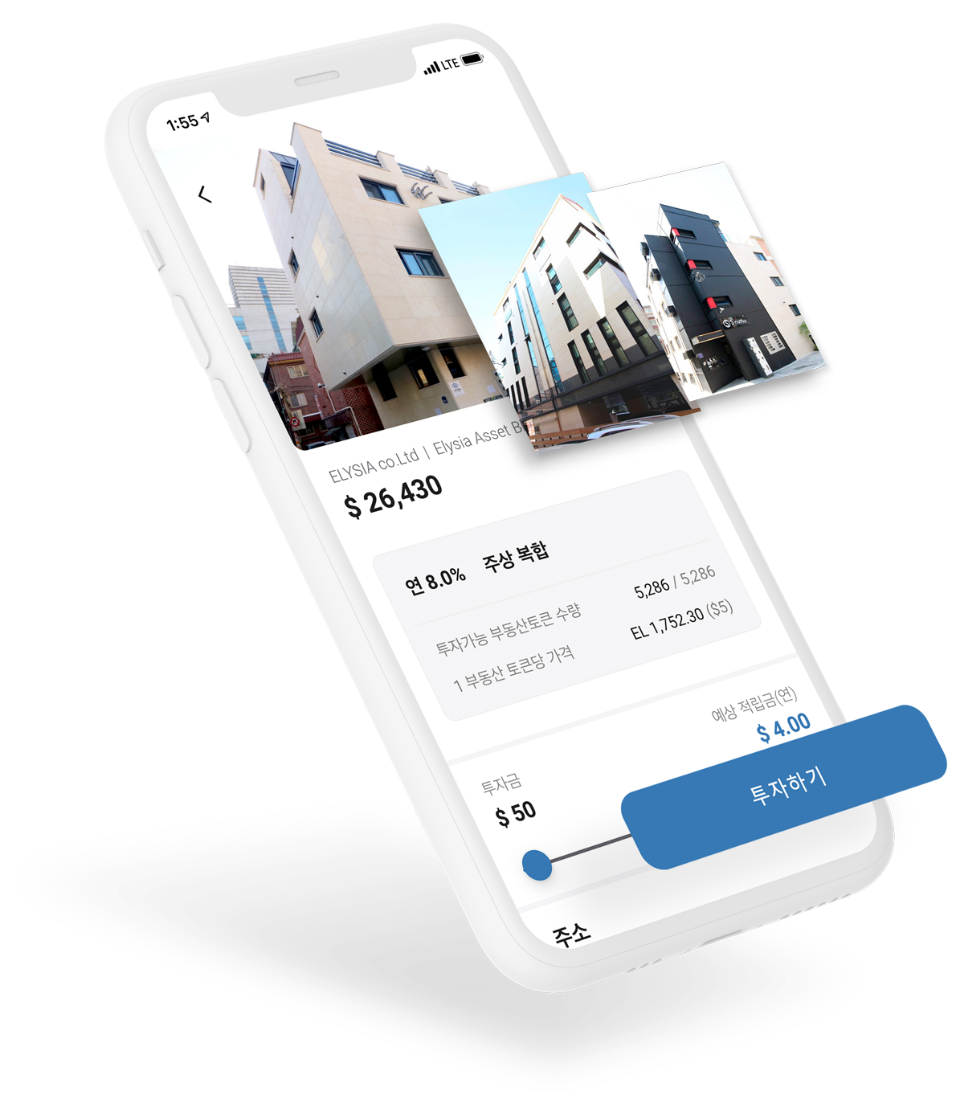 1:55
LTE
ELYSIA co.Ltd | Elysia Asset B
$ 26,430
연 8.0% 주상 복합
투자가능 부동산토큰 수량 5,286 / 5,286
1 부동산 토큰당 가격 EL 1,752.30 ($5)
예상 적립금(연)
$ 4.00
투자금
$ 50
투자하기
주소